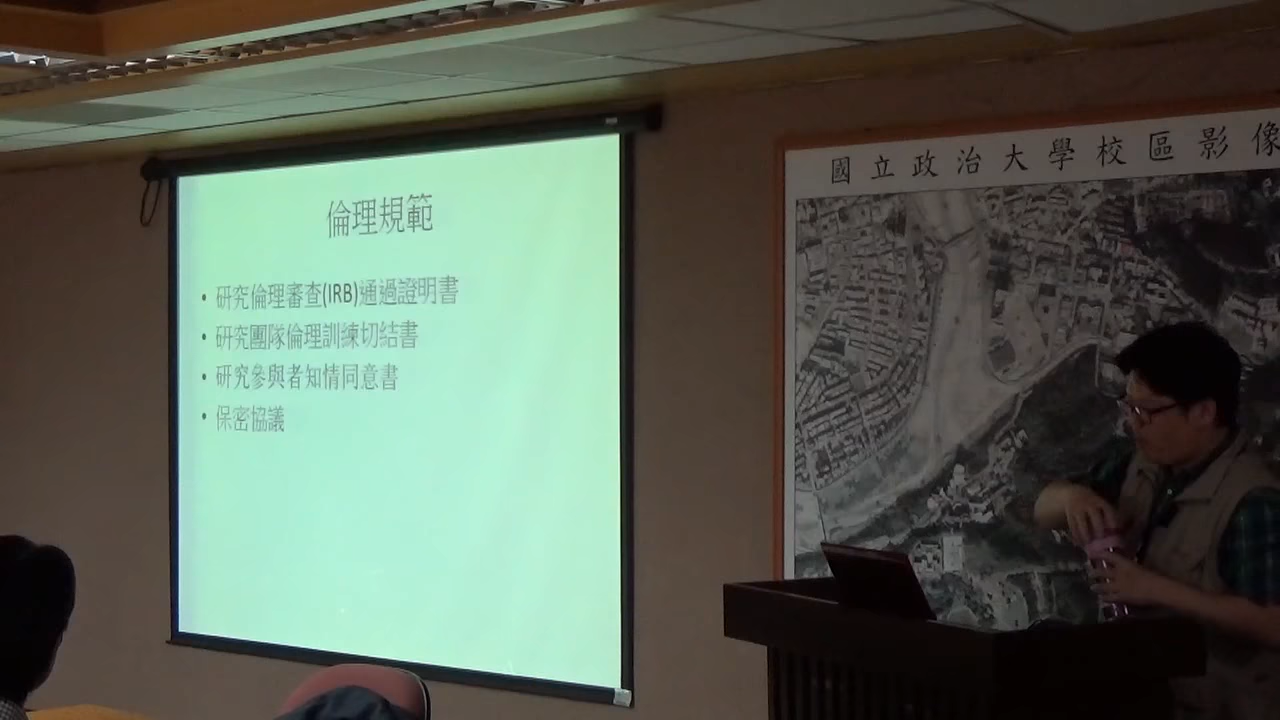 倫理規範
• 研究倫理審查(IRB)通過證明書
• 研究團隊倫理訓練切結書
• 研究參與者知情同意書
• 保密協議
國立政治大學校區影像